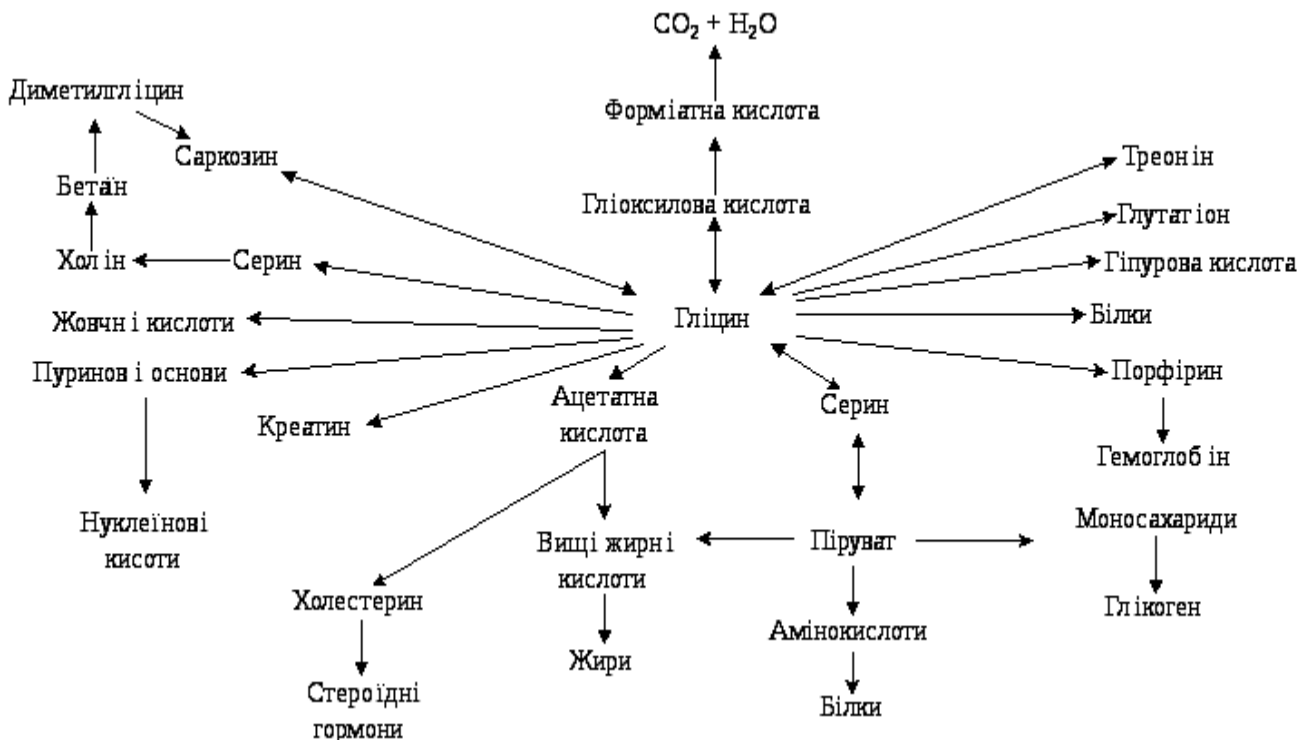 CO₂ + H₂O
Диметилгліцин
Форміатна кислота
Саркозин
Треонін
Бетаїн
Гліоксилова кислота
Глутатіон
Холін
Серин
Гіпурова кислота
Жовчні кислоти
Гліцин
Білки
Пуринові основи
Порфірин
Ацетатна
кислота
Серин
Креатин
Гемоглобін
Нуклеїнові
кисоти
Моносахариди
Вищі жирні
кислоти
Піруват
Холестерин
Глікоген
Амінокислоти
Жири
Стероїдні
гормони
Білки